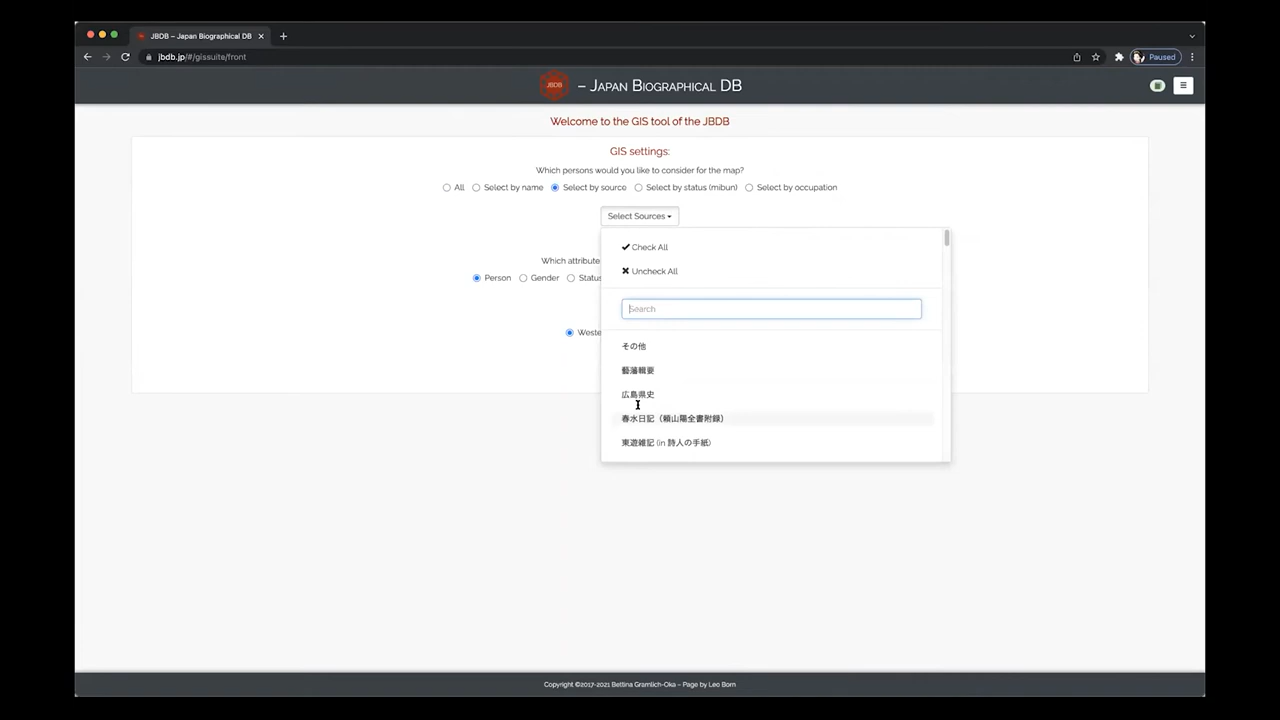 JBDB – Japan Biographical DB
jbdb.jp/#/gissuite/front
Paused
JBDB – Japan Biographical DB
Welcome to the GIS tool of the JBDB
GIS settings:
Which persons would you like to consider for the map?
All Select by name Select by source Select by status (mibun) Select by occupation
Select Sources
Check All
Which attribute
Uncheck All
Person Gender Status
Search
Weste
その他
藝藩輯要
広島県史
春水日記（頼山陽全書附録）
東遊雑記 (in 詩人の手紙)
Copyright ©2017-2021 Bettina Gramlich-Oka – Page by Leo Born